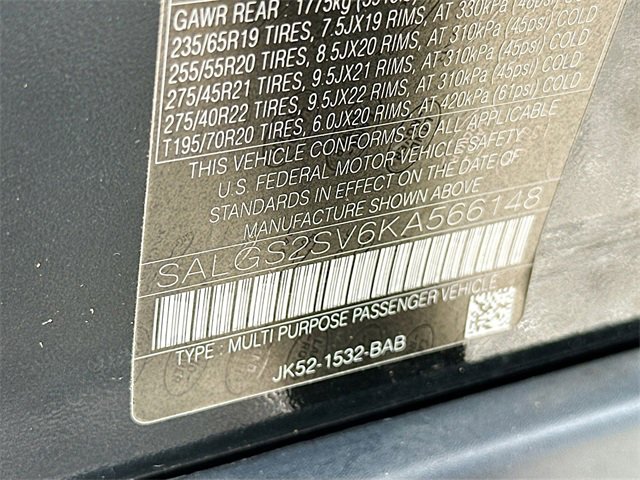 GAWR REAR : 1775kg
235/65R19 TIRES, 7.5JX19 RIMS, AT 330kPa (48psi) COLD
255/55R20 TIRES, 8.5JX20 RIMS, AT 310kPa (45psi) COLD
275/45R21 TIRES, 9.5JX21 RIMS, AT 310kPa (45psi) COLD
275/40R22 TIRES, 9.5JX22 RIMS, AT 310kPa (45psi) COLD
T195/70R20 TIRES, 6.0JX20 RIMS, AT 420kPa (61psi) COLD
THIS VEHICLE CONFORMS TO ALL APPLICABLE
U.S. FEDERAL MOTOR VEHICLE SAFETY
STANDARDS IN EFFECT ON THE DATE OF
MANUFACTURE SHOWN ABOVE
SALGS2SV6KA566148
TYPE : MULTI PURPOSE PASSENGER VEHICLE
JK52-1532-BAB